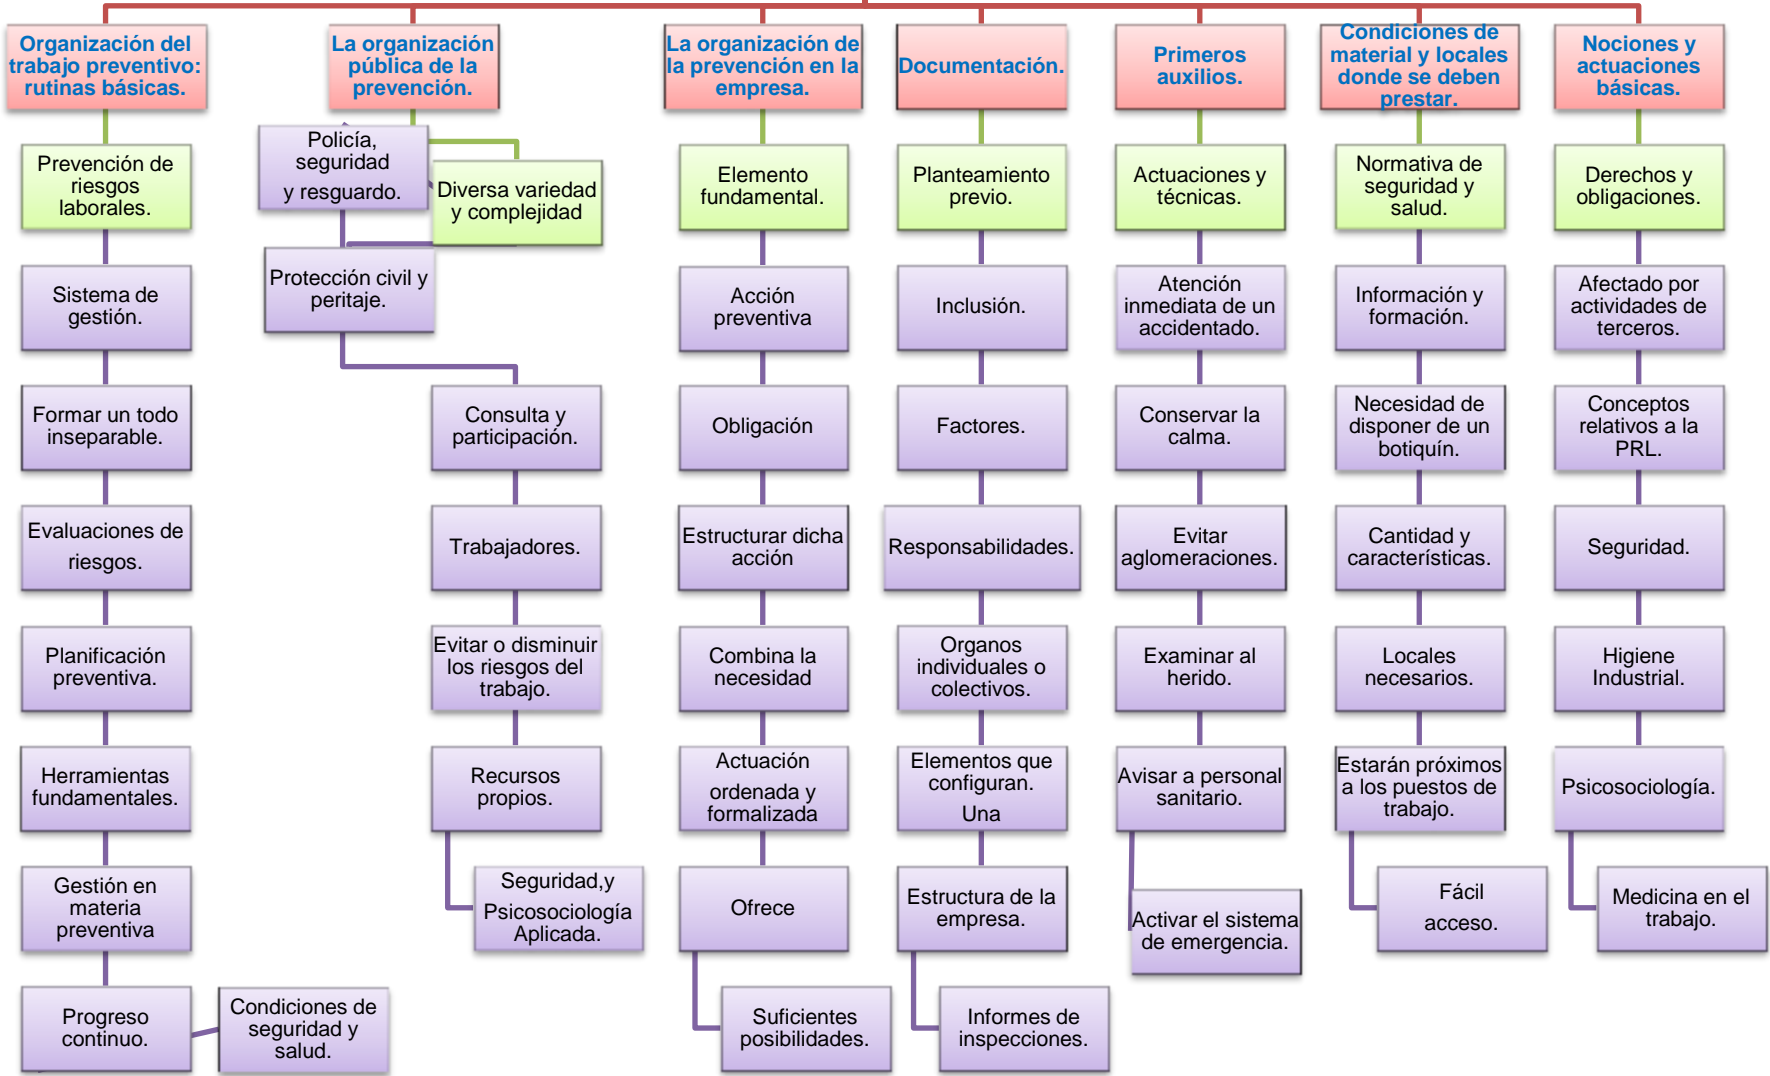 Organización del
trabajo preventivo:
rutinas básicas.
Prevención de
riesgos
laborales.
Sistema de
gestión.
Formar un todo
inseparable.
Evaluaciones de
riesgos.
Planificación
preventiva.
Herramientas
fundamentales.
Gestión en
materia
preventiva
Progreso
continuo.
Condiciones de
seguridad y
salud.
La organización
pública de la
prevención.
Policía,
seguridad
y resguardo.
Diversa variedad
y complejidad
Protección civil y
peritaje.
Consulta y
participación.
Trabajadores.
Evitar o disminuir
los riesgos del
trabajo.
Recursos
propios.
Seguridad,y
Psicosociología
Aplicada.
La organización de
la prevención en la
empresa.
Elemento
fundamental.
Acción
preventiva
Obligación
Estructurar dicha
acción
Combina la
necesidad
Actuación
ordenada y
formalizada
Ofrece
Suficientes
posibilidades.
Documentación.
Planteamiento
previo.
Inclusión.
Factores.
Responsabilidades.
Organos
individuales o
colectivos.
Elementos que
configuran.
Una
Estructura de la
empresa.
Informes de
inspecciones.
Primeros
auxilios.
Actuaciones y
técnicas.
Atención
inmediata de un
accidentado.
Conservar la
calma.
Evitar
aglomeraciones.
Examinar al
herido.
Avisar a personal
sanitario.
Activar el sistema
de emergencia.
Condiciones de
material y locales
donde se deben
prestar.
Normativa de
seguridad y
salud.
Información y
formación.
Necesidad de
disponer de un
botiquín.
Cantidad y
características.
Locales
necesarios.
Estarán próximos
a los puestos de
trabajo.
Fácil
acceso.
Nociones y
actuaciones
básicas.
Derechos y
obligaciones.
Afectado por
actividades de
terceros.
Conceptos
relativos a la
PRL.
Seguridad.
Higiene
Industrial.
Psicosociología.
Medicina en el
trabajo.